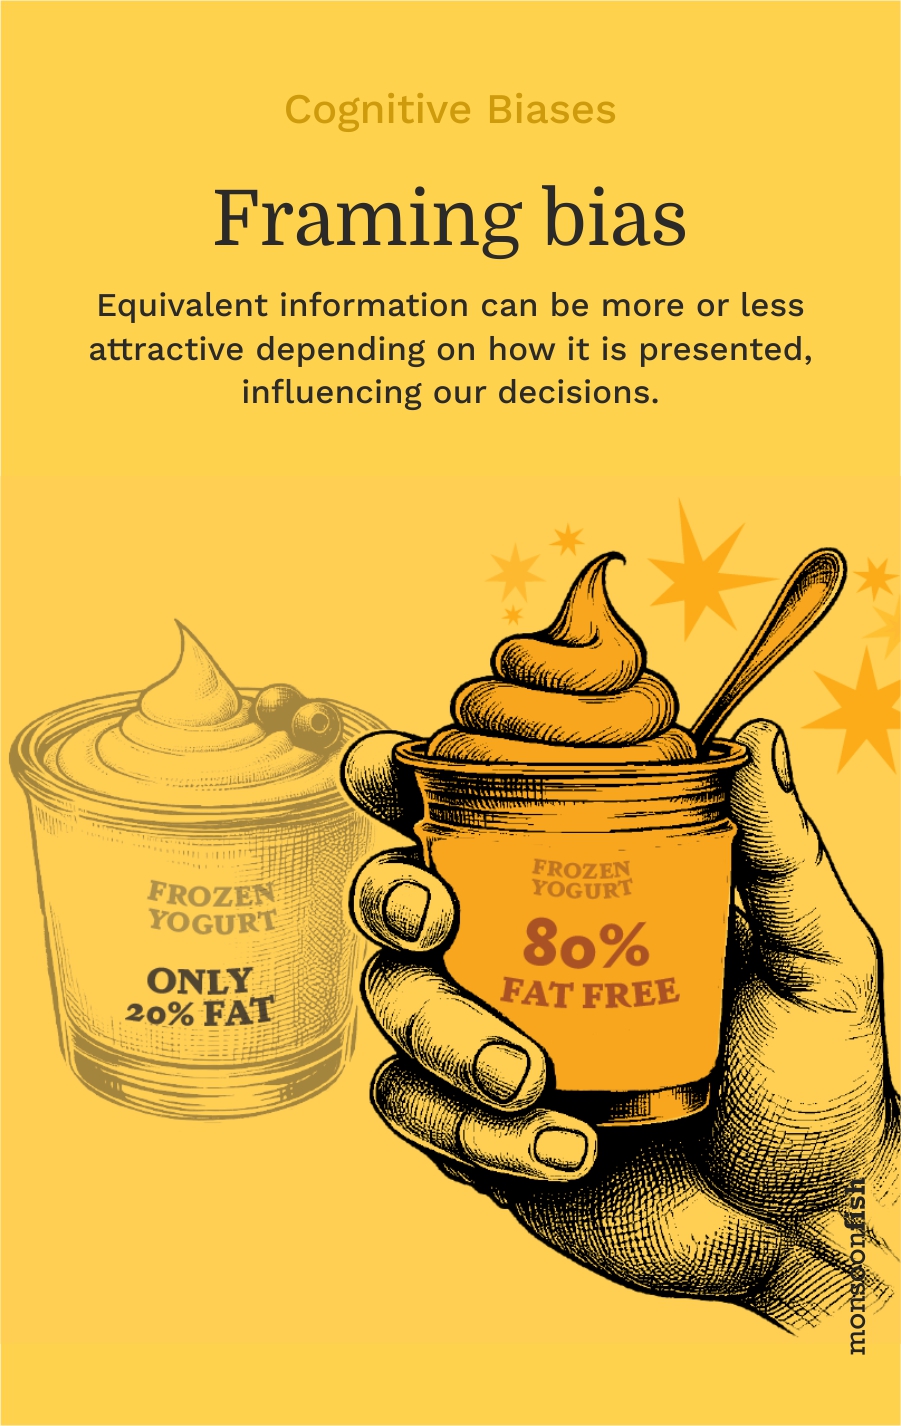 Cognitive Biases
Framing bias
Equivalent information can be more or less
attractive depending on how it is presented,
influencing our decisions.
FROZEN
YOGURT
ONLY
20% FAT
FROZEN
YOGURT
80%
FAT FREE
monsoonfish